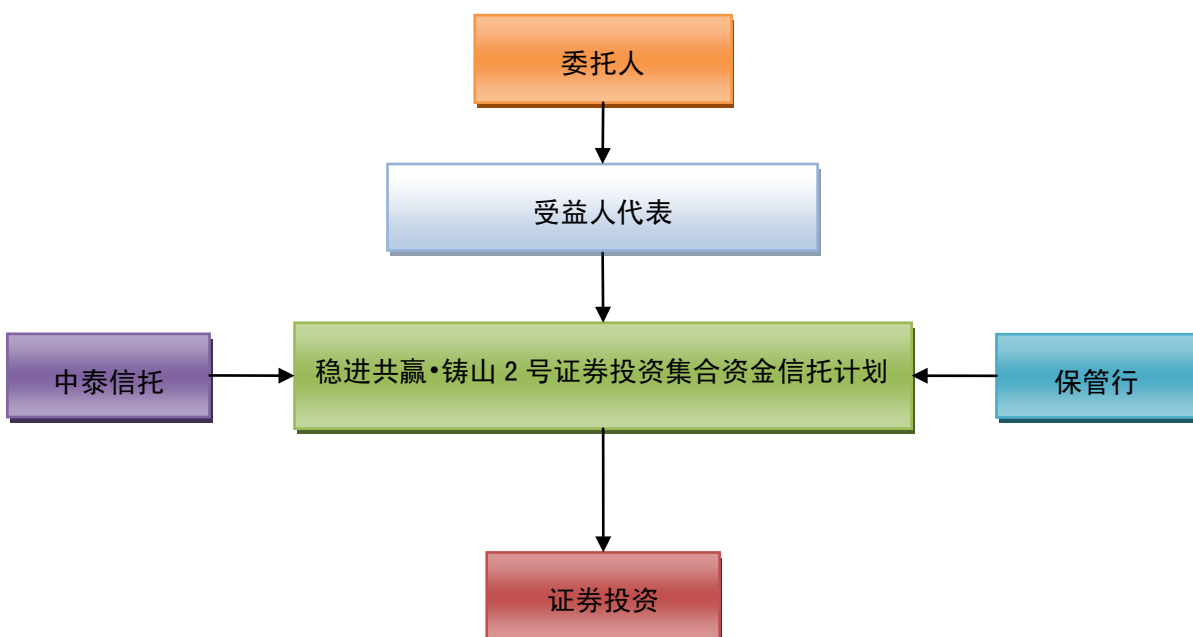 委托人
受益人代表
中泰信托
稳进共赢•铸山 2 号证券投资集合资金信托计划
保管行
证券投资